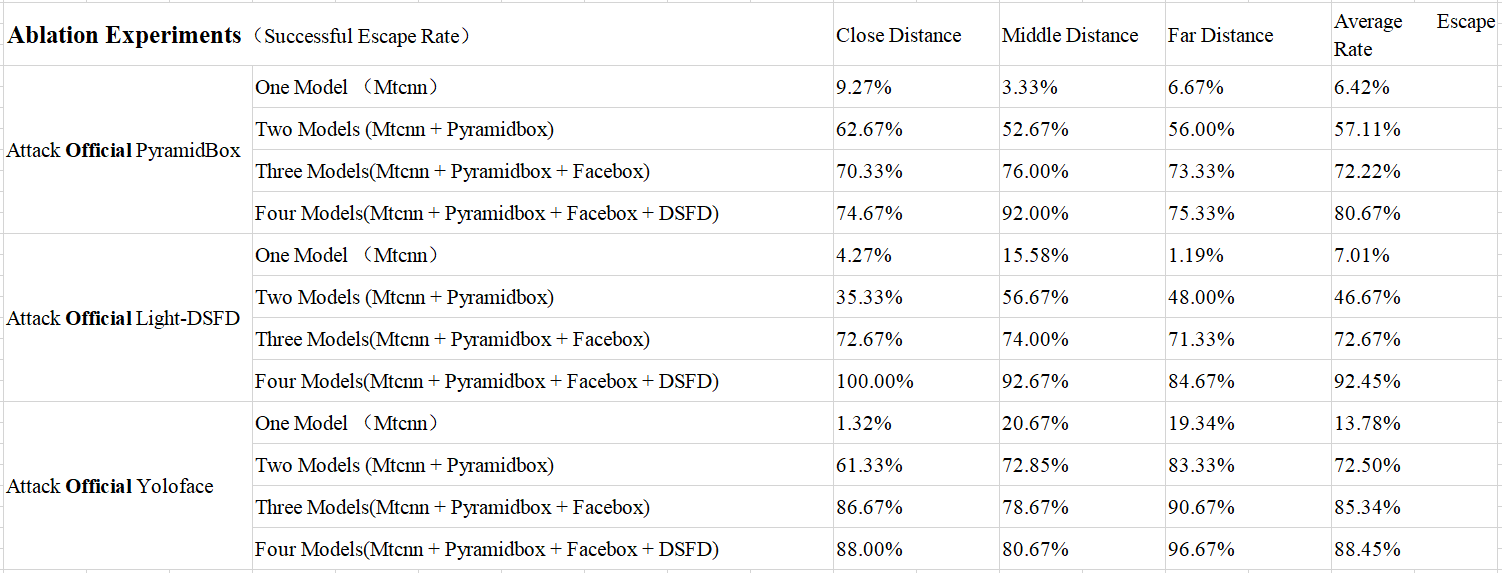 Ablation Experiments（Successful Escape Rate） Close Distance Middle Distance Far Distance Average Escape Rate
Attack Official PyramidBox
One Model （Mtcnn） 9.27% 3.33% 6.67% 6.42%
Two Models (Mtcnn + Pyramidbox) 62.67% 52.67% 56.00% 57.11%
Three Models(Mtcnn + Pyramidbox + Facebox) 70.33% 76.00% 73.33% 72.22%
Four Models(Mtcnn + Pyramidbox + Facebox + DSFD) 74.67% 92.00% 75.33% 80.67%
Attack Official Light-DSFD
One Model （Mtcnn） 4.27% 15.58% 1.19% 7.01%
Two Models (Mtcnn + Pyramidbox) 35.33% 56.67% 48.00% 46.67%
Three Models(Mtcnn + Pyramidbox + Facebox) 72.67% 74.00% 71.33% 72.67%
Four Models(Mtcnn + Pyramidbox + Facebox + DSFD) 100.00% 92.67% 84.67% 92.45%
Attack Official Yoloface
One Model （Mtcnn） 1.32% 20.67% 19.34% 13.78%
Two Models (Mtcnn + Pyramidbox) 61.33% 72.85% 83.33% 72.50%
Three Models(Mtcnn + Pyramidbox + Facebox) 86.67% 78.67% 90.67% 85.34%
Four Models(Mtcnn + Pyramidbox + Facebox + DSFD) 88.00% 80.67% 96.67% 88.45%